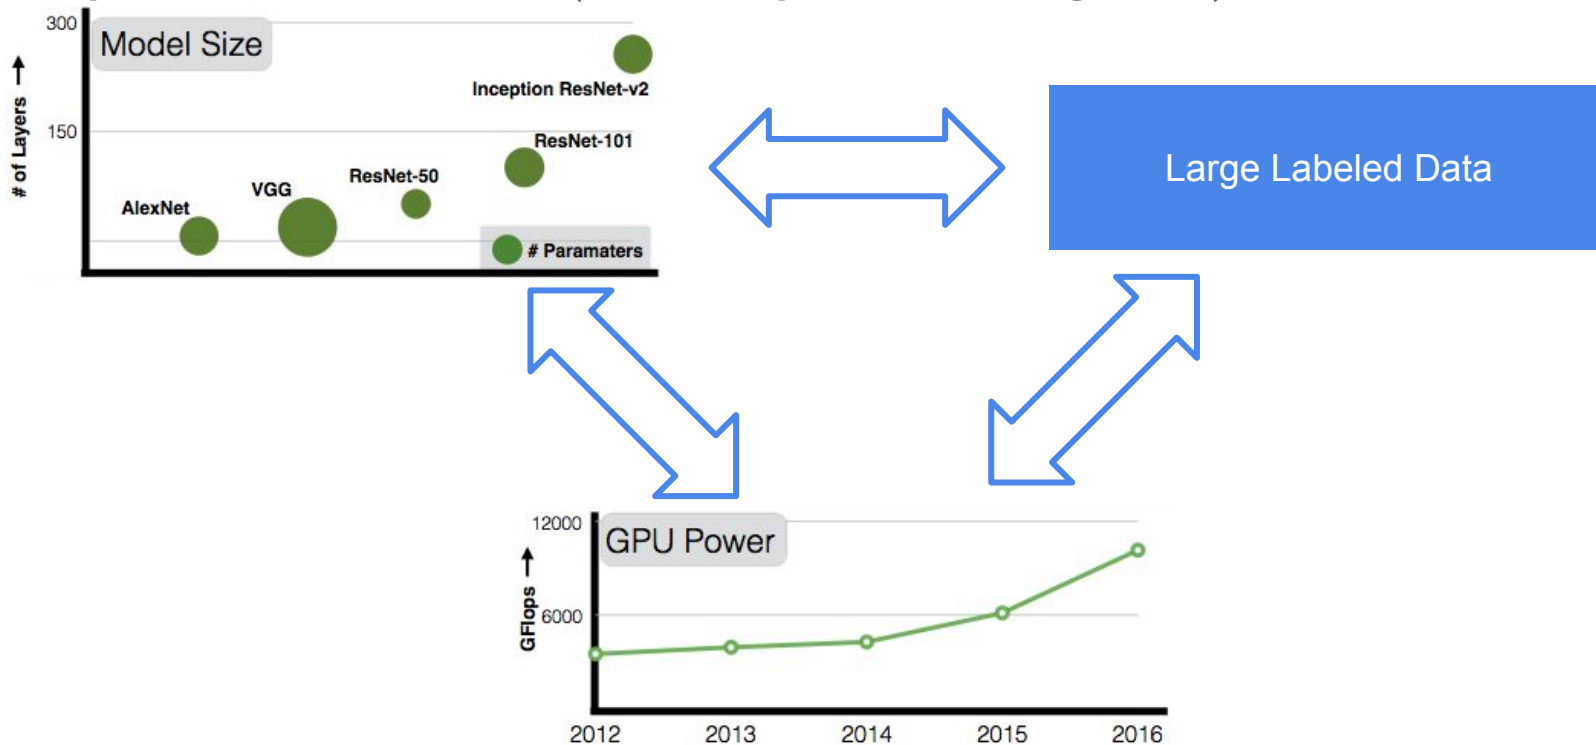 300
Model Size
Inception ResNet-v2
# of Layers
150
ResNet-101
ResNet-50
VGG
AlexNet
# Paramaters
Large Labeled Data
12000
GPU Power
GFlops
6000
2012 2013 2014 2015 2016